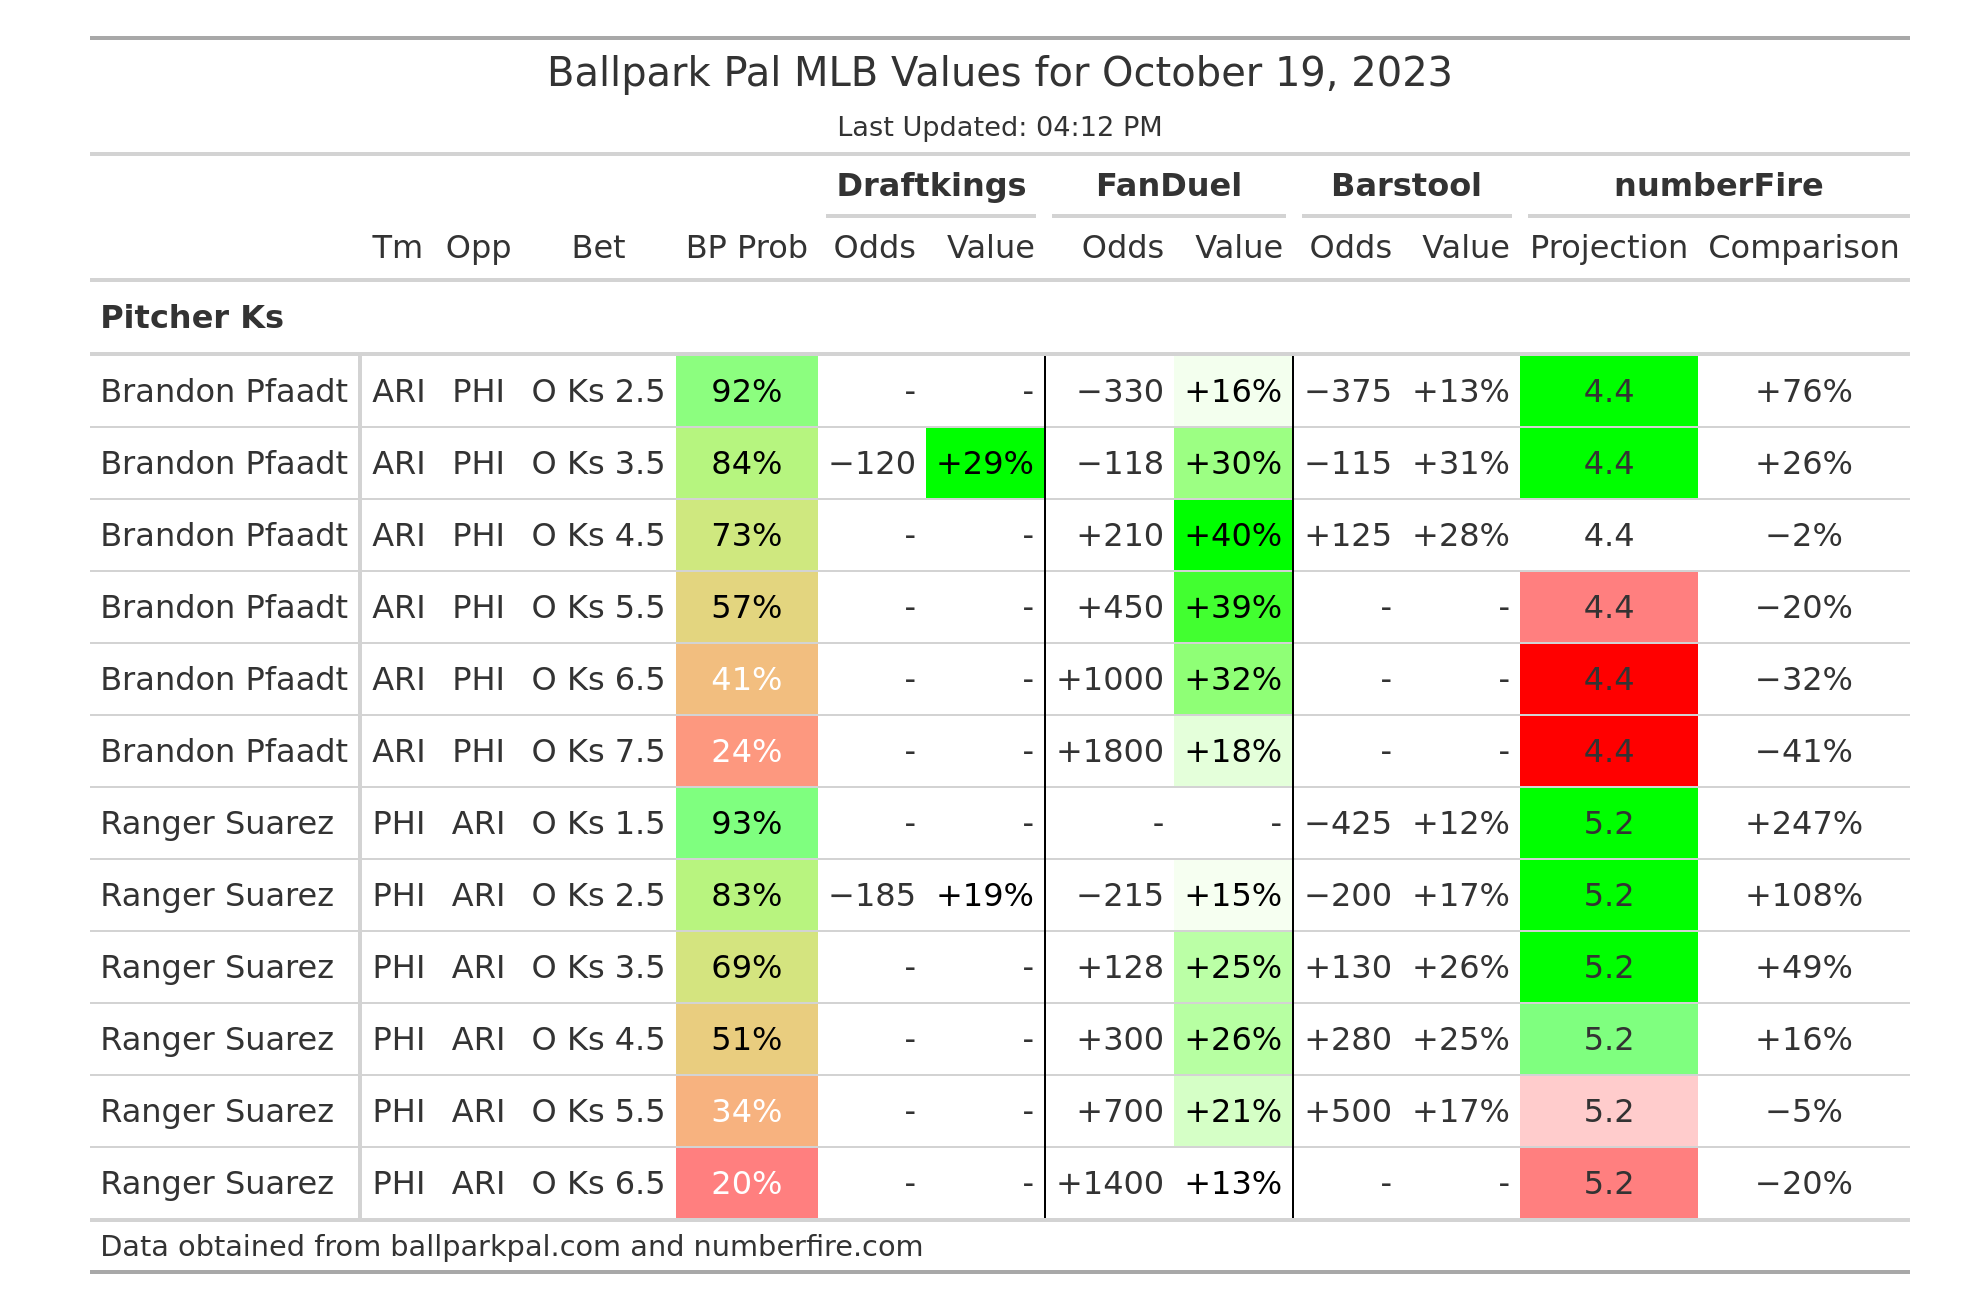 Ballpark Pal MLB Values for October 19, 2023
Last Updated: 04:12 PM
Draftkings FanDuel Barstool numberFire
Tm Opp Bet BP Prob Odds Value Odds Value Odds Value Projection Comparison
Pitcher Ks
Brandon Pfaadt ARI PHI O Ks 2.5 92% - - −330 +16% −375 +13% 4.4 +76%
Brandon Pfaadt ARI PHI O Ks 3.5 84% −120 +29% −118 +30% −115 +31% 4.4 +26%
Brandon Pfaadt ARI PHI O Ks 4.5 73% - - +210 +40% +125 +28% 4.4 −2%
Brandon Pfaadt ARI PHI O Ks 5.5 57% - - +450 +39% - - 4.4 −20%
Brandon Pfaadt ARI PHI O Ks 6.5 41% - - +1000 +32% - - 4.4 −32%
Brandon Pfaadt ARI PHI O Ks 7.5 24% - - +1800 +18% - - 4.4 −41%
Ranger Suarez PHI ARI O Ks 1.5 93% - - - - −425 +12% 5.2 +247%
Ranger Suarez PHI ARI O Ks 2.5 83% −185 +19% −215 +15% −200 +17% 5.2 +108%
Ranger Suarez PHI ARI O Ks 3.5 69% - - +128 +25% +130 +26% 5.2 +49%
Ranger Suarez PHI ARI O Ks 4.5 51% - - +300 +26% +280 +25% 5.2 +16%
Ranger Suarez PHI ARI O Ks 5.5 34% - - +700 +21% +500 +17% 5.2 −5%
Ranger Suarez PHI ARI O Ks 6.5 20% - - +1400 +13% - - 5.2 −20%
Data obtained from ballparkpal.com and numberfire.com